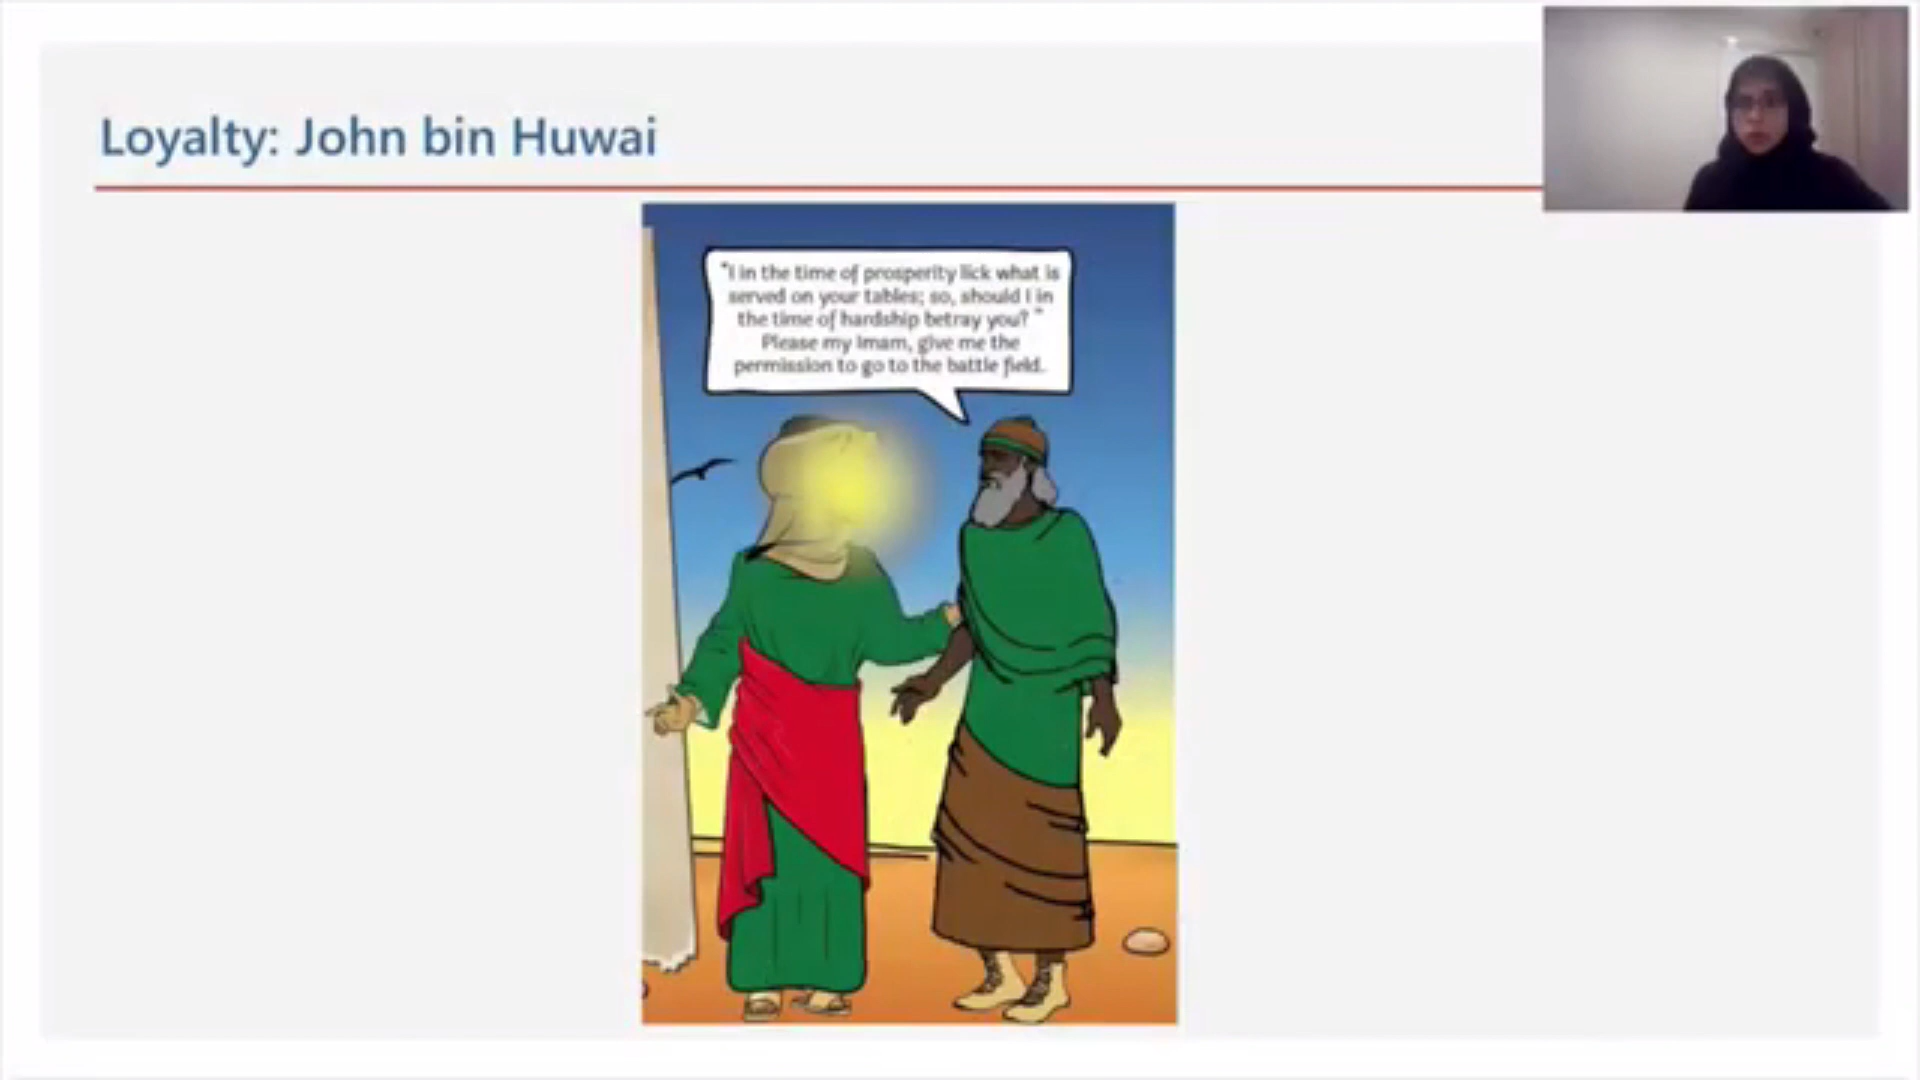 Loyalty: John bin Huwai
"I in the time of prosperity lick what is
served on your tables; so, should I in
the time of hardship betray you? "
Please my Imam, give me the
permission to go to the battle field.